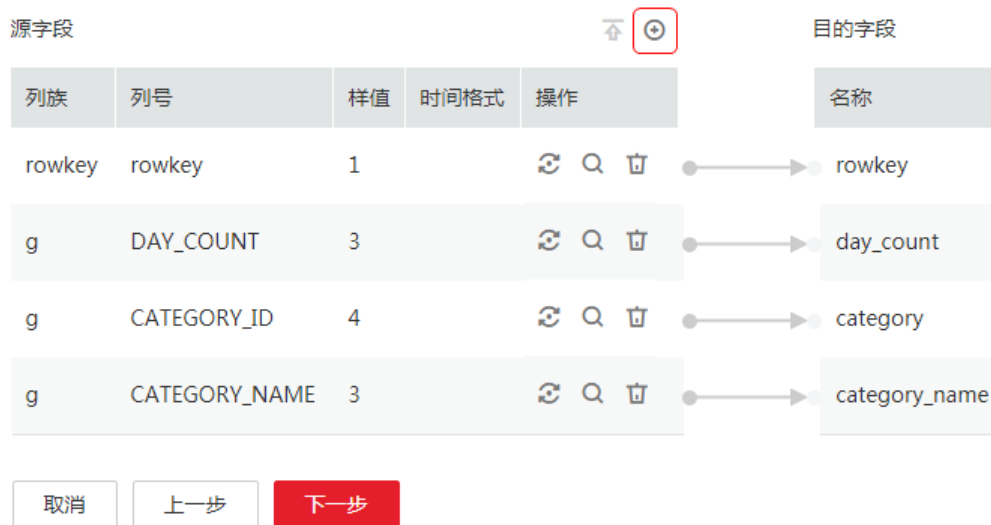 源字段 目的字段
列族 列号 样值 时间格式 操作 名称
rowkey rowkey 1 rowkey
g DAY_COUNT 3 day_count
g CATEGORY_ID 4 category
g CATEGORY_NAME 3 category_name
取消 上一步 下一步